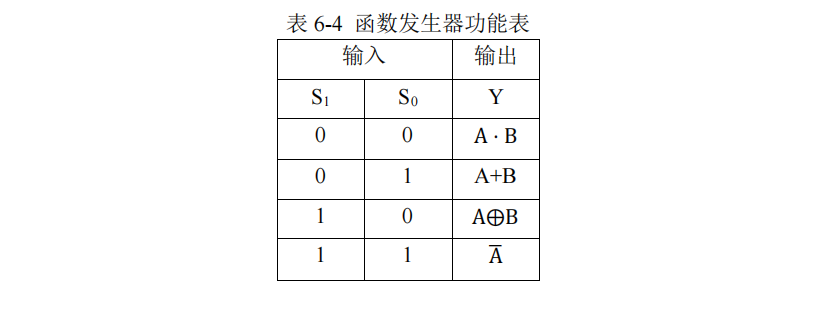 表 6-4 函数发生器功能表
输入 输出
S₁ S₀ Y
0 0 A · B
0 1 A+B
1 0 A⊕B
1 1 A̅